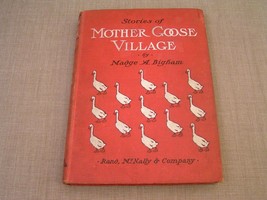 Stories of
MOTHER GOOSE
VILLAGE
by
Madge A. Bigham
Rand, McNally & Company